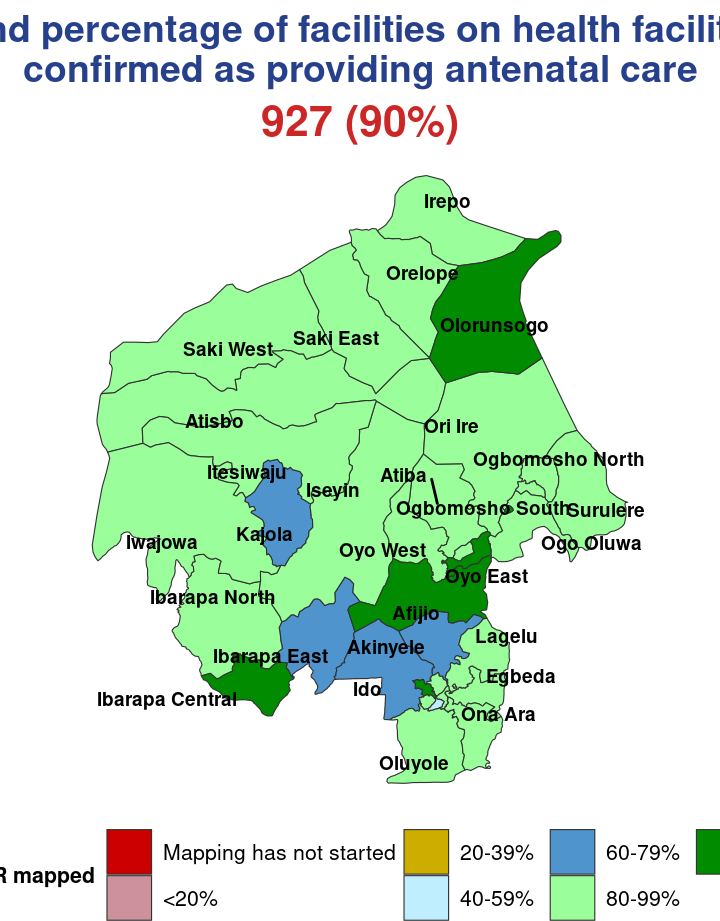 nd percentage of facilities on health facilit
confirmed as providing antenatal care
927 (90%)
Irepo
Orelope
Olorunsogo
Saki East
Saki West
Atisbo
Ori Ire
Ogbomosho North
Itesiwaju
Atiba
Iseyin
Ogbomosho South
Surulere
Kajola
Iwajowa
Oyo West
Ogo Oluwa
Oyo East
Ibarapa North
Afijio
Lagelu
Akinyele
Ibarapa East
Egbeda
Ido
Ibarapa Central
Ona Ara
Oluyole
R mapped
Mapping has not started
<20%
20-39%
40-59%
60-79%
80-99%